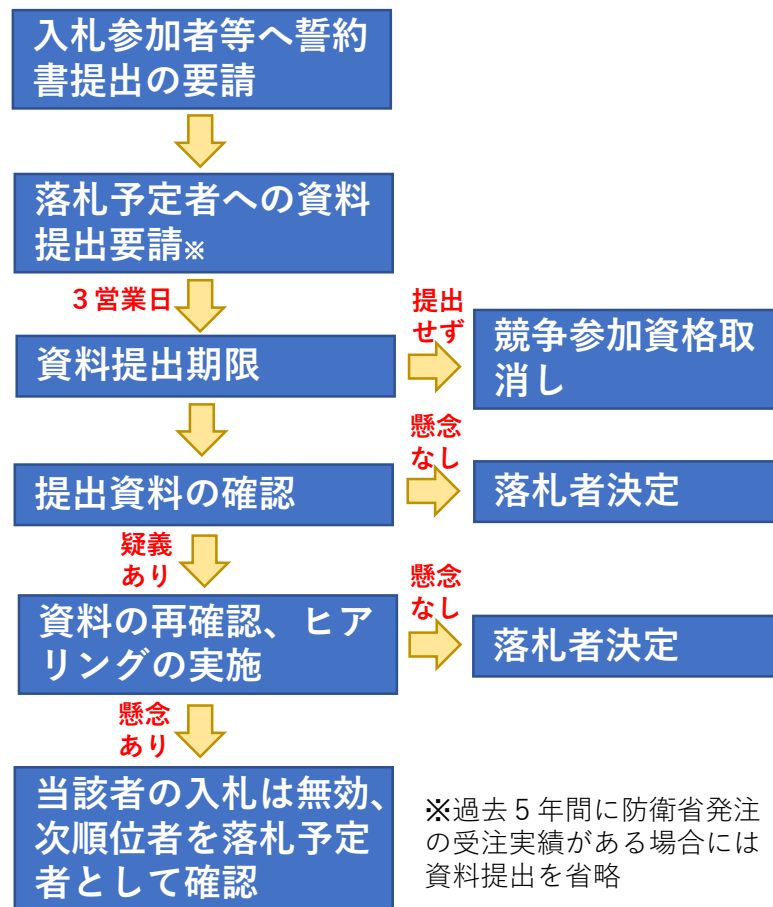 入札参加者等へ誓約
書提出の要請
落札予定者への資料
提出要請※
３営業日
提出
せず
資料提出期限
競争参加資格取
消し
懸念
なし
提出資料の確認
落札者決定
疑義
あり
懸念
なし
資料の再確認、ヒア
リングの実施
落札者決定
懸念
あり
当該者の入札は無効、
次順位者を落札予定
者として確認
※過去５年間に防衛省発注
の受注実績がある場合には
資料提出を省略